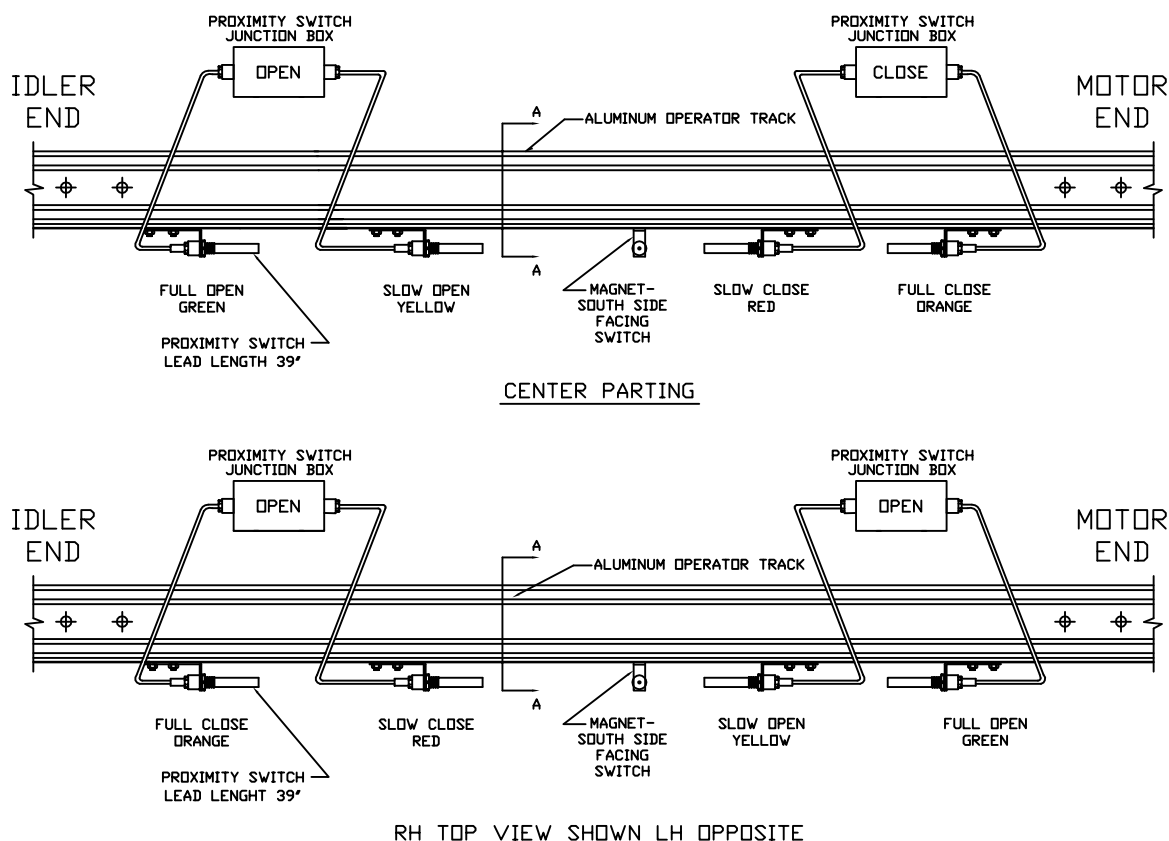 PROXIMITY SWITCH
JUNCTION BOX
OPEN
PROXIMITY SWITCH
JUNCTION BOX
CLOSE
IDLER
END
MOTOR
END
A
ALUMINUM OPERATOR TRACK
A
FULL OPEN
GREEN
SLOW OPEN
YELLOW
MAGNET-
SOUTH SIDE
FACING
SWITCH
SLOW CLOSE
RED
FULL CLOSE
ORANGE
PROXIMITY SWITCH
LEAD LENGTH 39"
CENTER PARTING
PROXIMITY SWITCH
JUNCTION BOX
OPEN
PROXIMITY SWITCH
JUNCTION BOX
OPEN
IDLER
END
MOTOR
END
A
ALUMINUM OPERATOR TRACK
A
FULL CLOSE
ORANGE
SLOW CLOSE
RED
MAGNET-
SOUTH SIDE
FACING
SWITCH
SLOW OPEN
YELLOW
FULL OPEN
GREEN
PROXIMITY SWITCH
LEAD LENGHT 39"
RH TOP VIEW SHOWN LH OPPOSITE